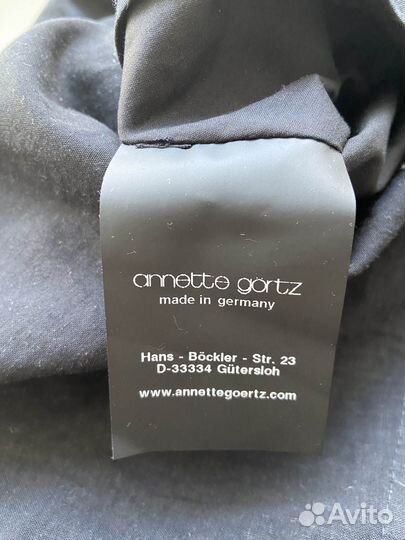 annette görtz
made in germany
Hans - Böckler - Str. 23
D-33334 Gütersloh
www.annettegoertz.com
Avito